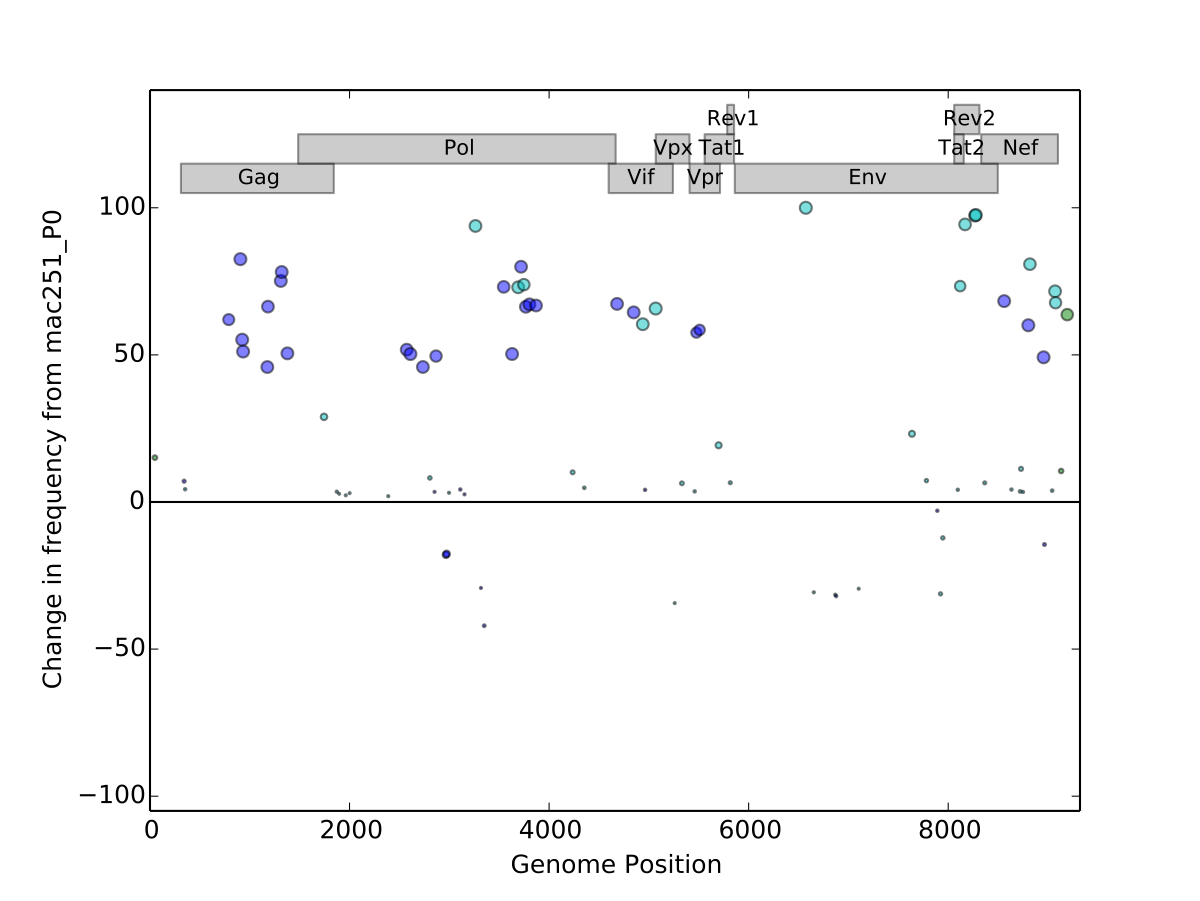 Rev1 Rev2
Pol Vpx Tat1 Tat2 Nef
Gag Vif Vpr Env
100
50
0
−50
−100
0 2000 4000 6000 8000
Genome Position
Change in frequency from mac251_P0